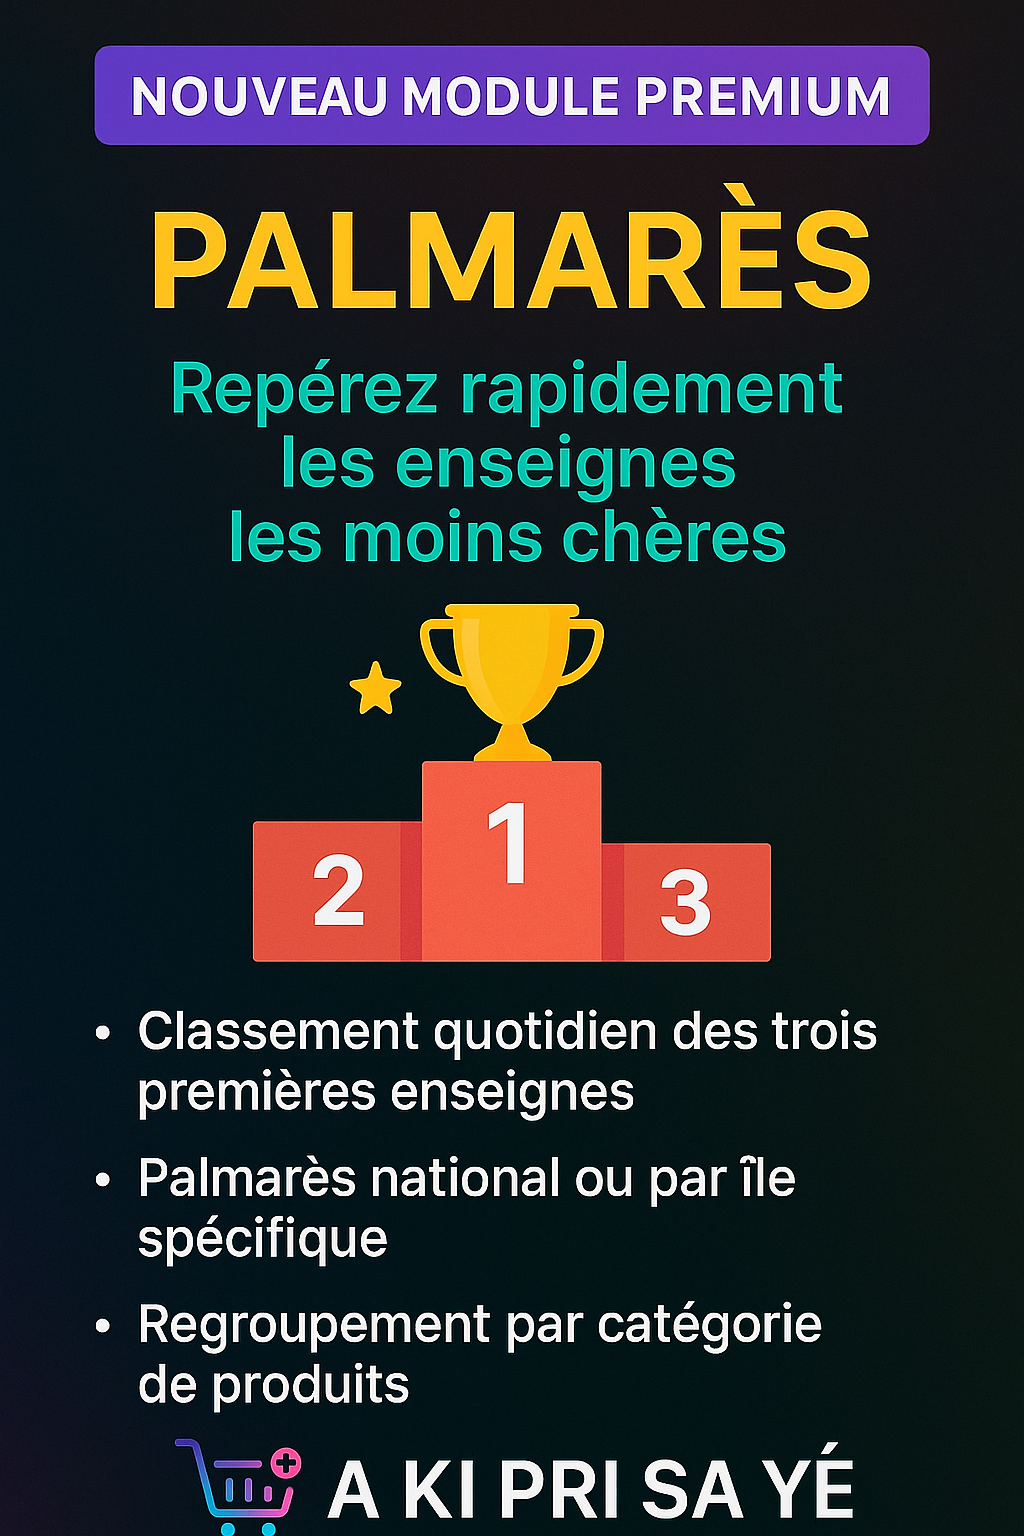 NOUVEAU MODULE PREMIUM
PALMARÈS
Repérez rapidement
les enseignes
les moins chères
1
2
3
• Classement quotidien des trois
premières enseignes
• Palmarès national ou par île
spécifique
• Regroupement par catégorie
de produits
A KI PRI SA YÉ